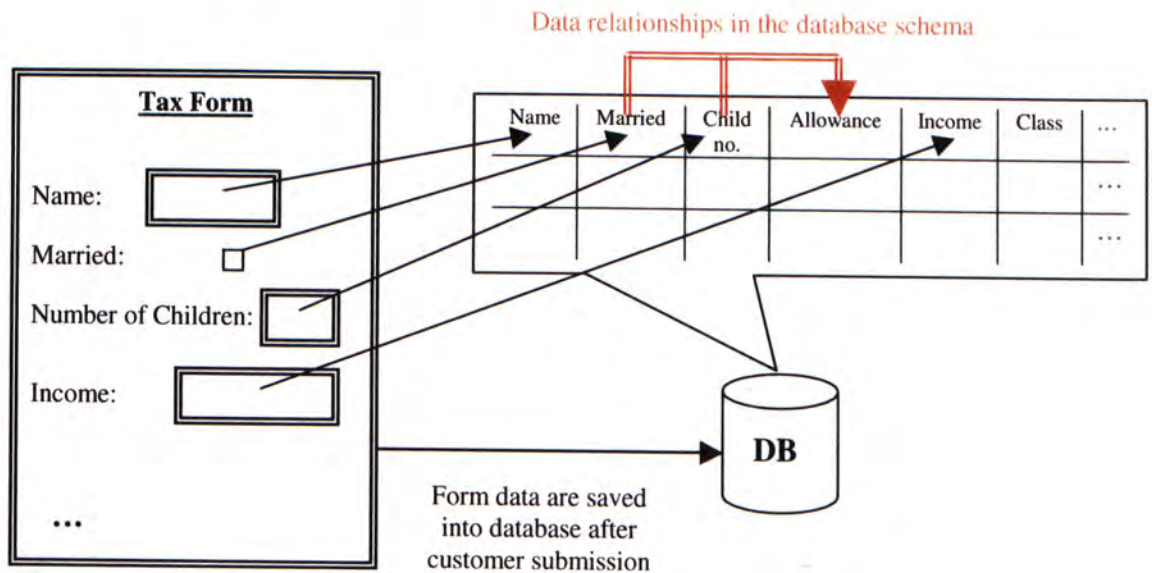 Data relationships in the database schema
Tax Form
Name:
Married:
Number of Children:
Income:
...
Name Married Child Allowance Income Class ...
no.
...
...
DB
Form data are saved
into database after
customer submission